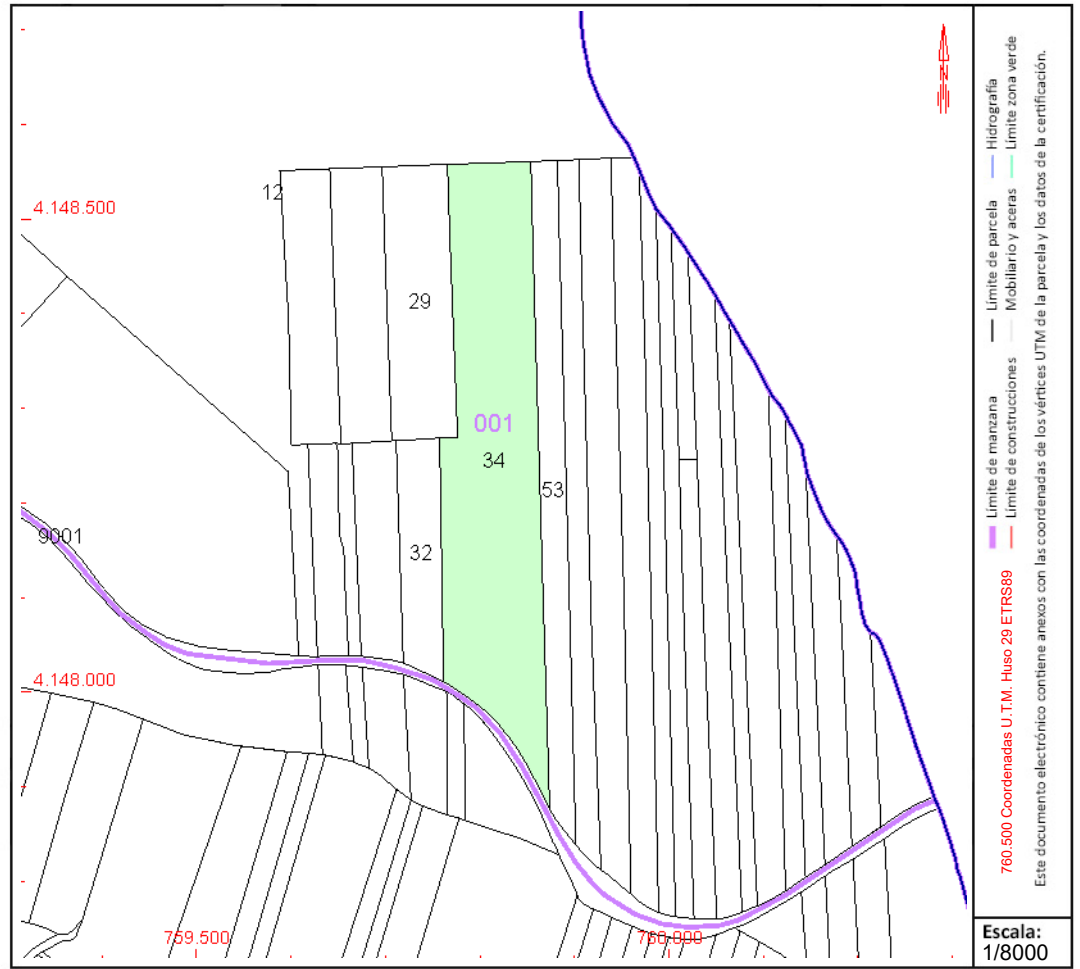 12
4.148.500
29
001
34
53
9001
32
4.148.000
759.500
760.000
N
Límite de manzana
Límite de parcela
Hidrografía
Límite de construcciones
Mobiliario y aceras
Límite zona verde
760.500 Coordenadas U.T.M. Huso 29 ETRS89
Este documento electrónico contiene anexos con las coordenadas de los vértices UTM de la parcela y los datos de la certificación.
Escala:
1/8000